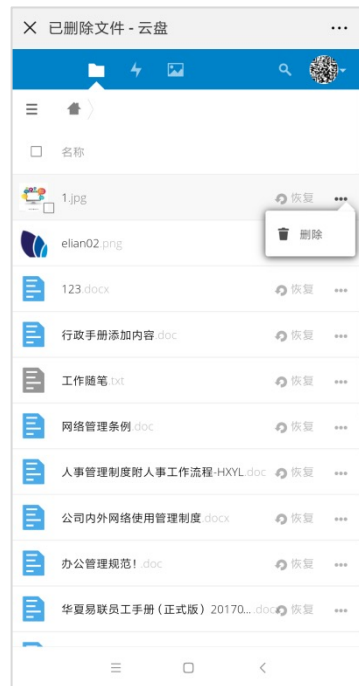 已删除文件 - 云盘
名称
1.jpg 恢复
删除
elian02.png
123.docx 恢复
行政手册添加内容.doc 恢复
工作随笔.txt 恢复
网络管理条例.doc 恢复
人事管理制度附人事工作流程-HXYL.doc 恢复
公司内外网络使用管理制度.docx 恢复
办公管理规范！.doc 恢复
华夏易联员工手册（正式版）20170... .doc 恢复